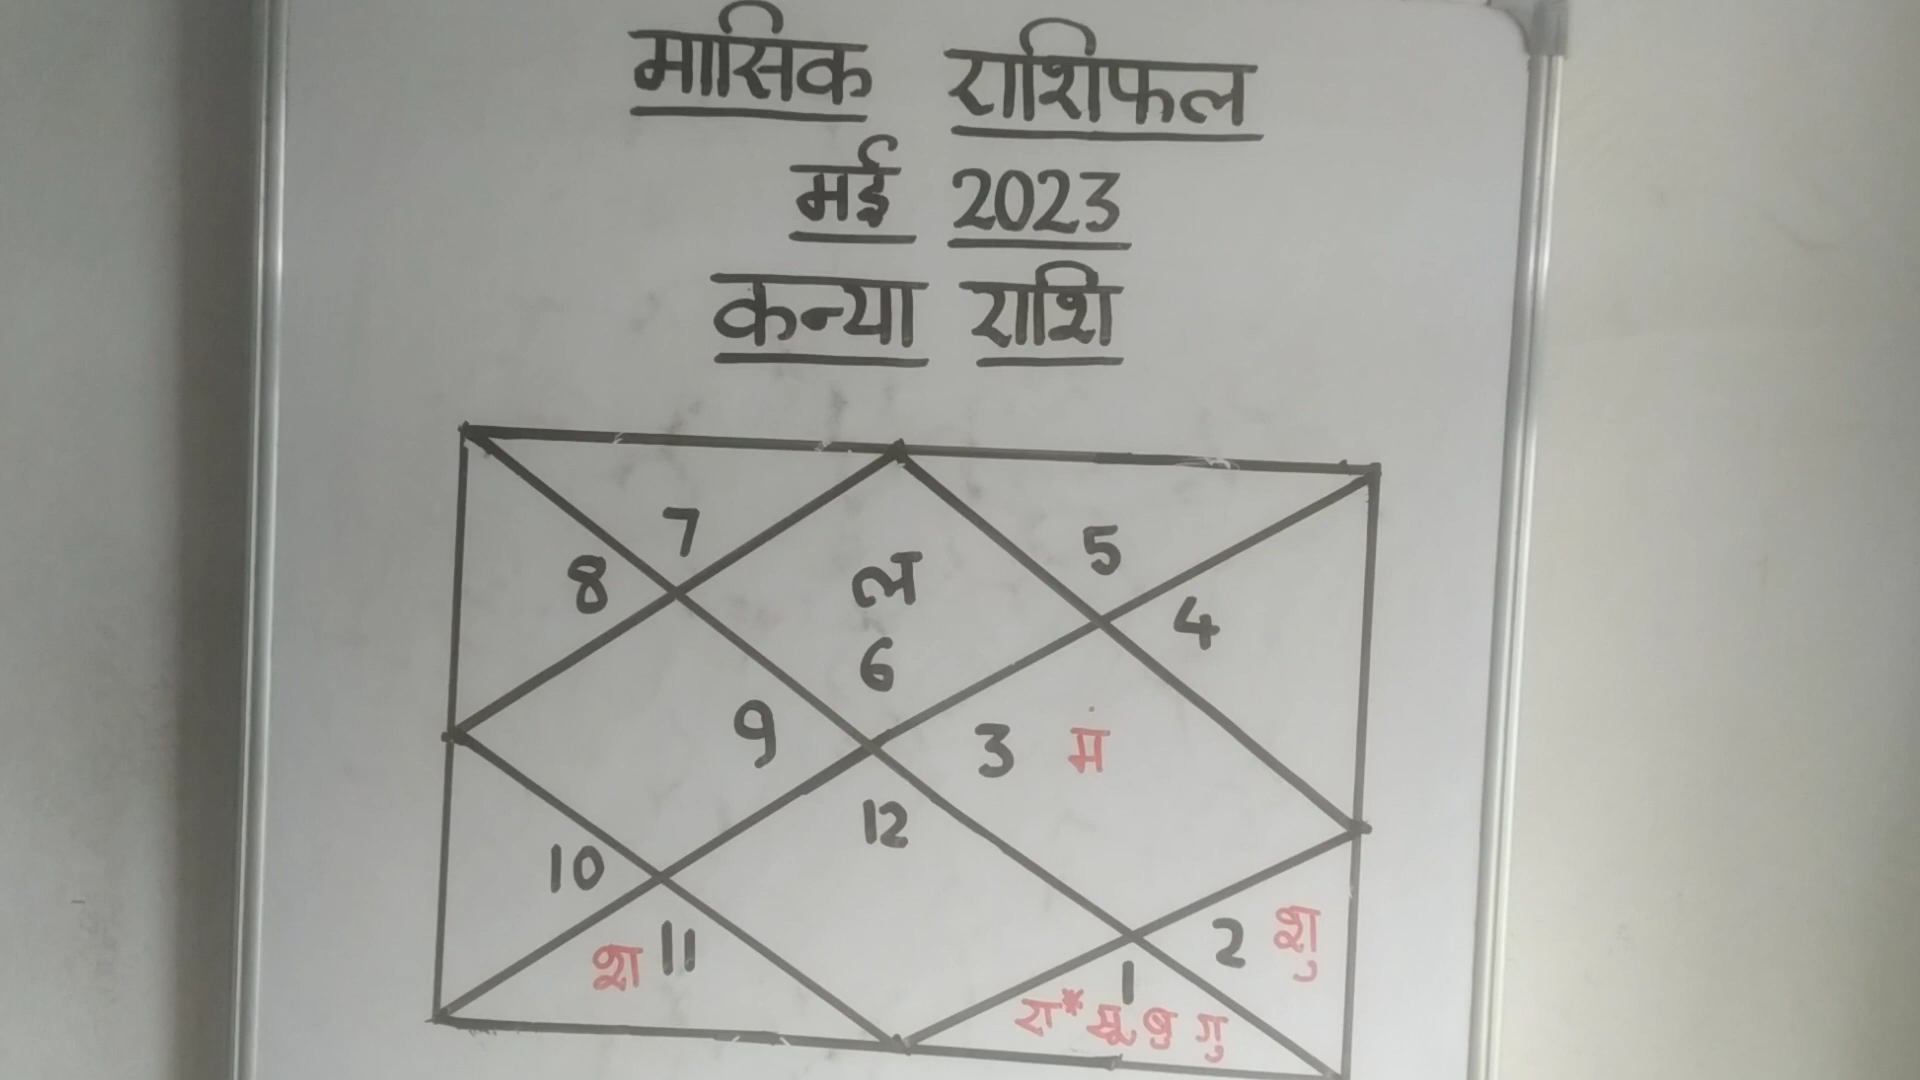 मासिक राशिफल
मई 2023
कन्या राशि
7
5
8
ल
4
6
9
3 मं
12
10
2 शु
श 11
1
रा* सू बु गु